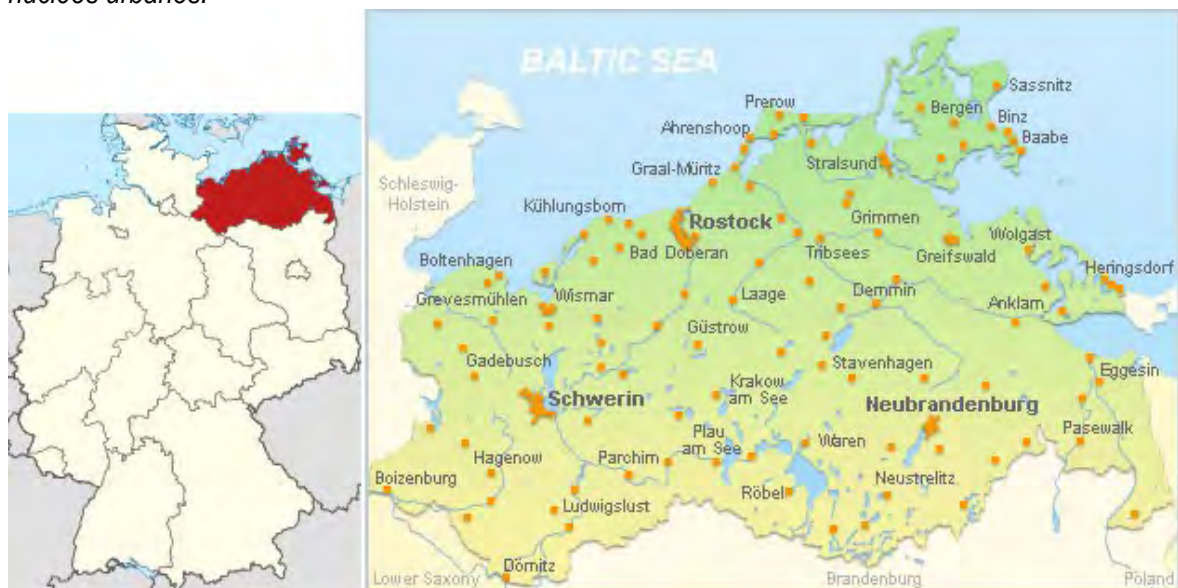 núcleos urbanos.
BALTIC SEA
Sassnitz
Prerow
Bergen
Binz
Ahrenshoop
Baabe
Graal-Müritz
Stralsund
Schleswig-
Holstein
Kühlungsborn
Rostock
Grimmen
Wolgast
Boltenhagen
Bad Doberan
Tribsees
Greifswald
Heringsdorf
Grevesmühlen
Wismar
Laage
Demmin
Anklam
Güstrow
Gadebusch
Stavenhagen
Eggesin
Krakow
am See
Schwerin
Neubrandenburg
Plau
am See
Waren
Pasewalk
Hagenow
Parchim
Boizenburg
Röbel
Neustrelitz
Ludwigslust
Dömitz
Lower Saxony
Brandenburg
Poland